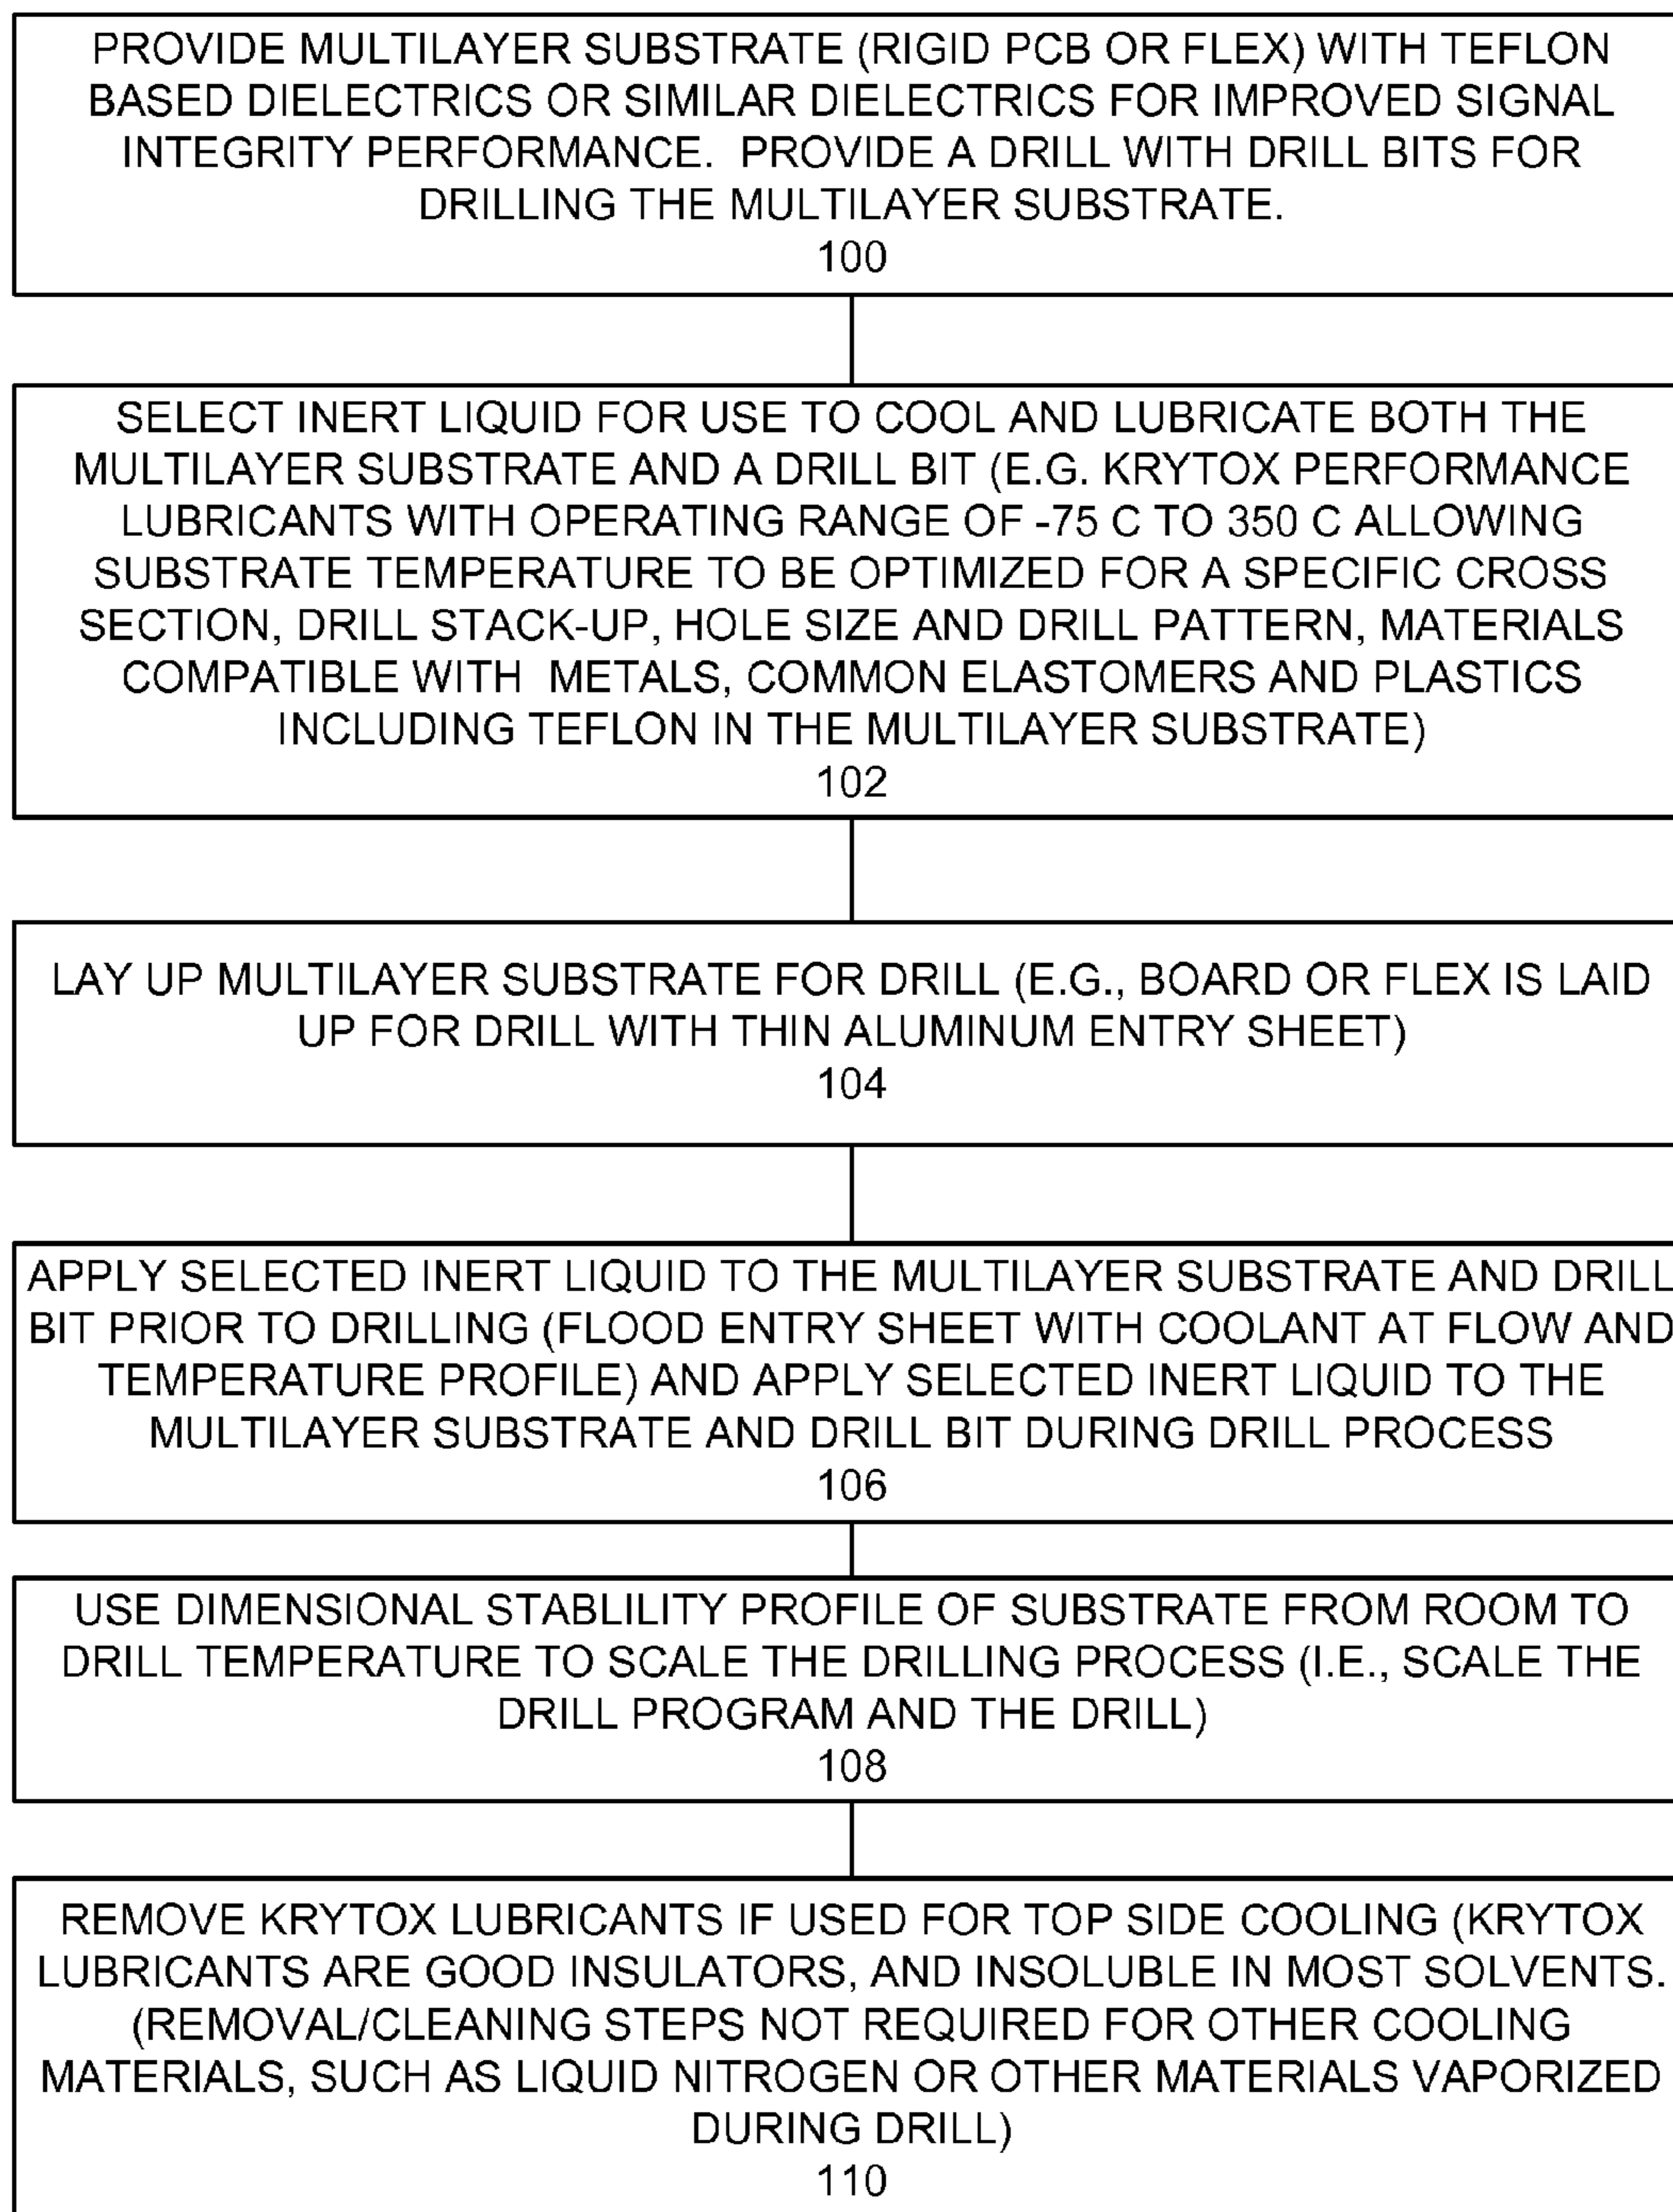 PROVIDE MULTILAYER SUBSTRATE (RIGID PCB OR FLEX) WITH TEFLON
BASED DIELECTRICS OR SIMILAR DIELECTRICS FOR IMPROVED SIGNAL
INTEGRITY PERFORMANCE. PROVIDE A DRILL WITH DRILL BITS FOR
DRILLING THE MULTILAYER SUBSTRATE.
100
SELECT INERT LIQUID FOR USE TO COOL AND LUBRICATE BOTH THE
MULTILAYER SUBSTRATE AND A DRILL BIT (E.G. KRYTOX PERFORMANCE
LUBRICANTS WITH OPERATING RANGE OF -75 C TO 350 C ALLOWING
SUBSTRATE TEMPERATURE TO BE OPTIMIZED FOR A SPECIFIC CROSS
SECTION, DRILL STACK-UP, HOLE SIZE AND DRILL PATTERN, MATERIALS
COMPATIBLE WITH METALS, COMMON ELASTOMERS AND PLASTICS
INCLUDING TEFLON IN THE MULTILAYER SUBSTRATE)
102
LAY UP MULTILAYER SUBSTRATE FOR DRILL (E.G., BOARD OR FLEX IS LAID
UP FOR DRILL WITH THIN ALUMINUM ENTRY SHEET)
104
APPLY SELECTED INERT LIQUID TO THE MULTILAYER SUBSTRATE AND DRILL
BIT PRIOR TO DRILLING (FLOOD ENTRY SHEET WITH COOLANT AT FLOW AND
TEMPERATURE PROFILE) AND APPLY SELECTED INERT LIQUID TO THE
MULTILAYER SUBSTRATE AND DRILL BIT DURING DRILL PROCESS
106
USE DIMENSIONAL STABLILITY PROFILE OF SUBSTRATE FROM ROOM TO
DRILL TEMPERATURE TO SCALE THE DRILLING PROCESS (I.E., SCALE THE
DRILL PROGRAM AND THE DRILL)
108
REMOVE KRYTOX LUBRICANTS IF USED FOR TOP SIDE COOLING (KRYTOX
LUBRICANTS ARE GOOD INSULATORS, AND INSOLUBLE IN MOST SOLVENTS.
(REMOVAL/CLEANING STEPS NOT REQUIRED FOR OTHER COOLING
MATERIALS, SUCH AS LIQUID NITROGEN OR OTHER MATERIALS VAPORIZED
DURING DRILL)
110